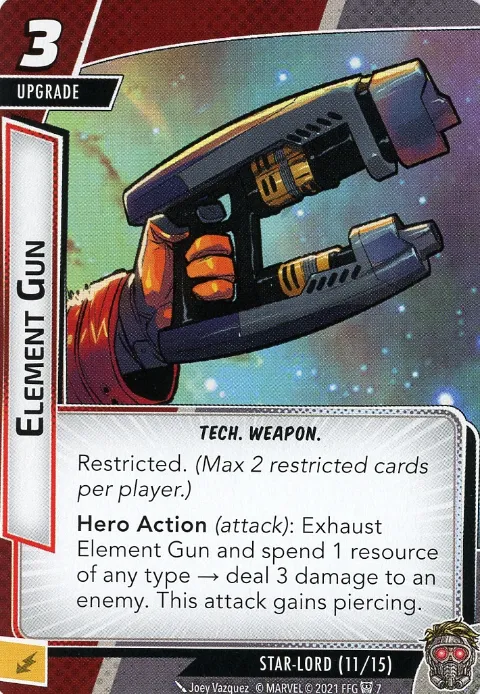 3
UPGRADE
ELEMENT GUN
TECH. WEAPON.
Restricted. (Max 2 restricted cards
per player.)
Hero Action (attack): Exhaust
Element Gun and spend 1 resource
of any type → deal 3 damage to an
enemy. This attack gains piercing.
STAR-LORD (11/15)
Joey Vazquez © MARVEL © 2021 FFG 7